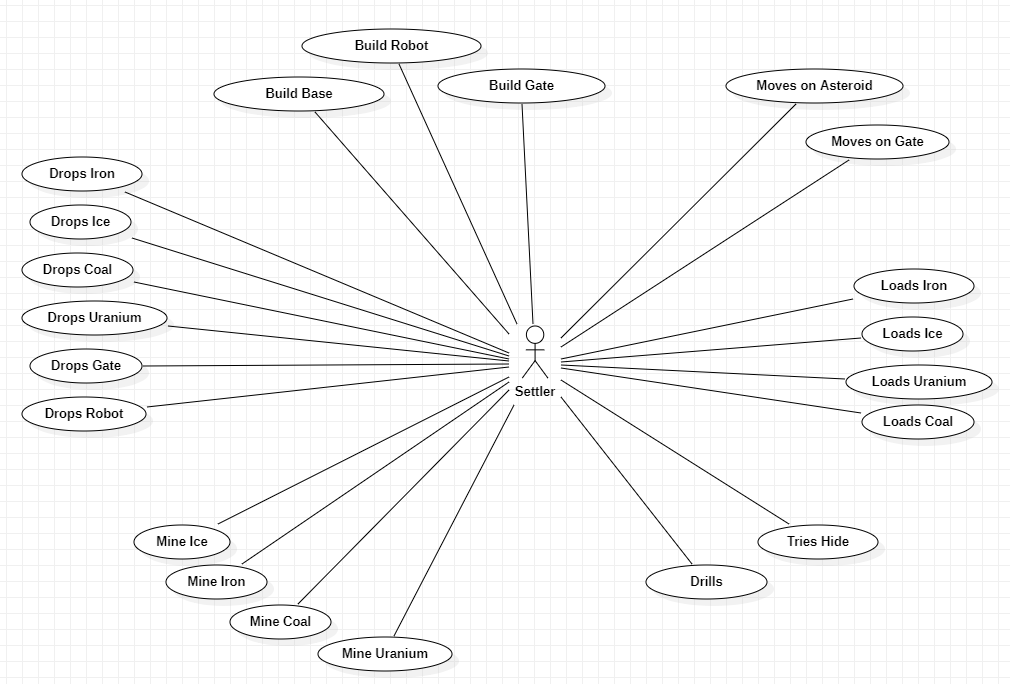 Build Robot
Build Gate
Build Base
Moves on Asteroid
Moves on Gate
Drops Iron
Drops Ice
Drops Coal
Drops Uranium
Drops Gate
Drops Robot
Loads Iron
Loads Ice
Loads Uranium
Loads Coal
Settler
Mine Ice
Mine Iron
Mine Coal
Mine Uranium
Tries Hide
Drills